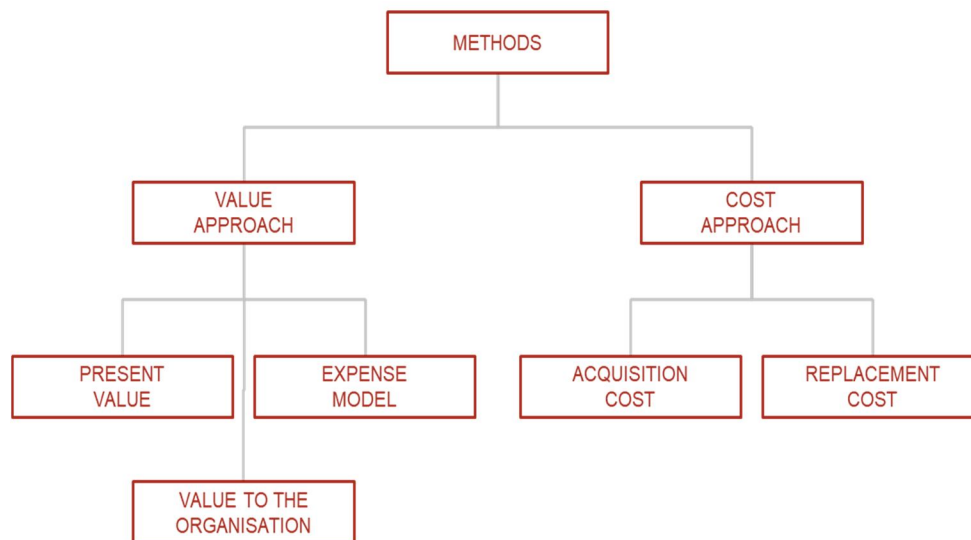 METHODS
VALUE
APPROACH
COST
APPROACH
PRESENT
VALUE
EXPENSE
MODEL
ACQUISITION
COST
REPLACEMENT
COST
VALUE TO THE
ORGANISATION